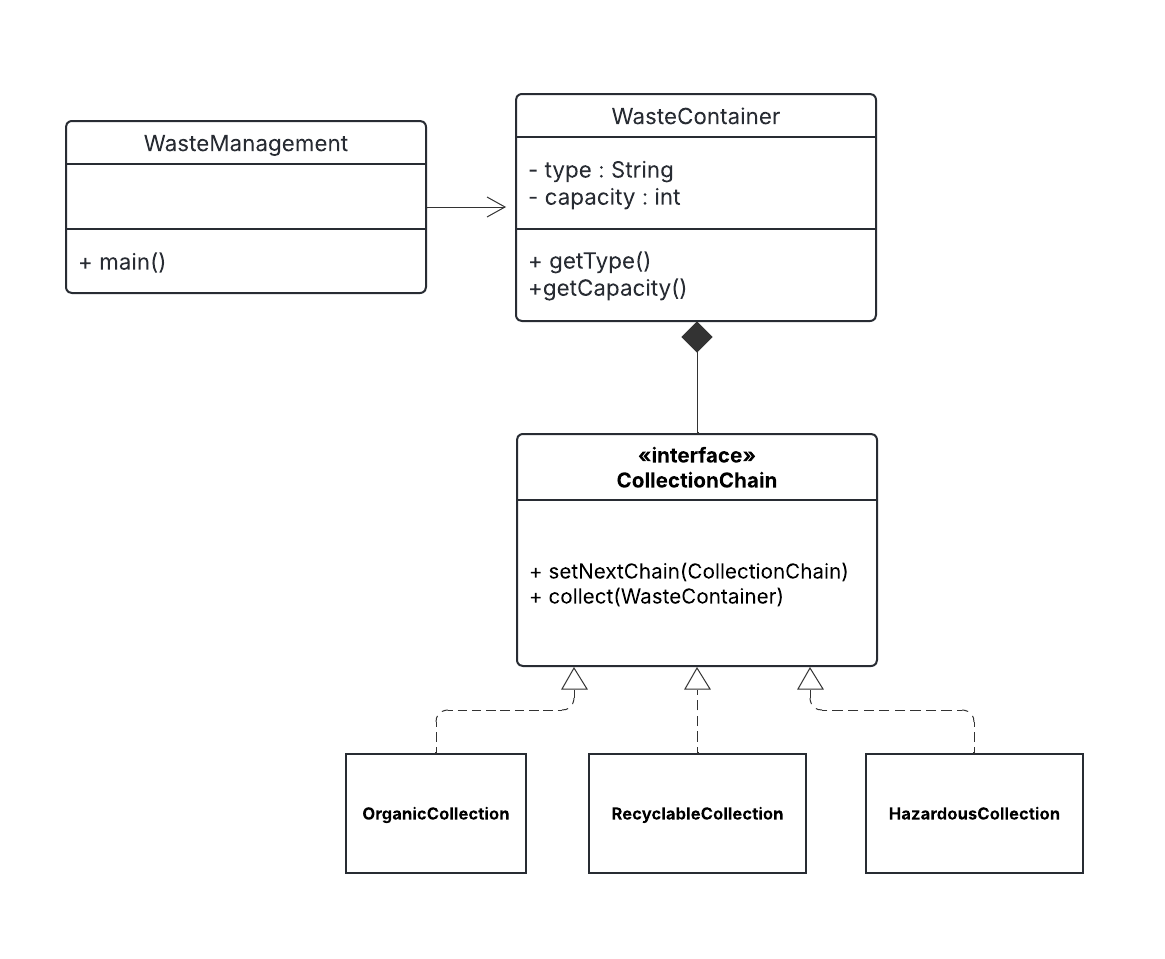 WasteManagement
+ main()
WasteContainer
- type : String
- capacity : int
+ getType()
+getCapacity()
«interface»
CollectionChain
+ setNextChain(CollectionChain)
+ collect(WasteContainer)
OrganicCollection
RecyclableCollection
HazardousCollection